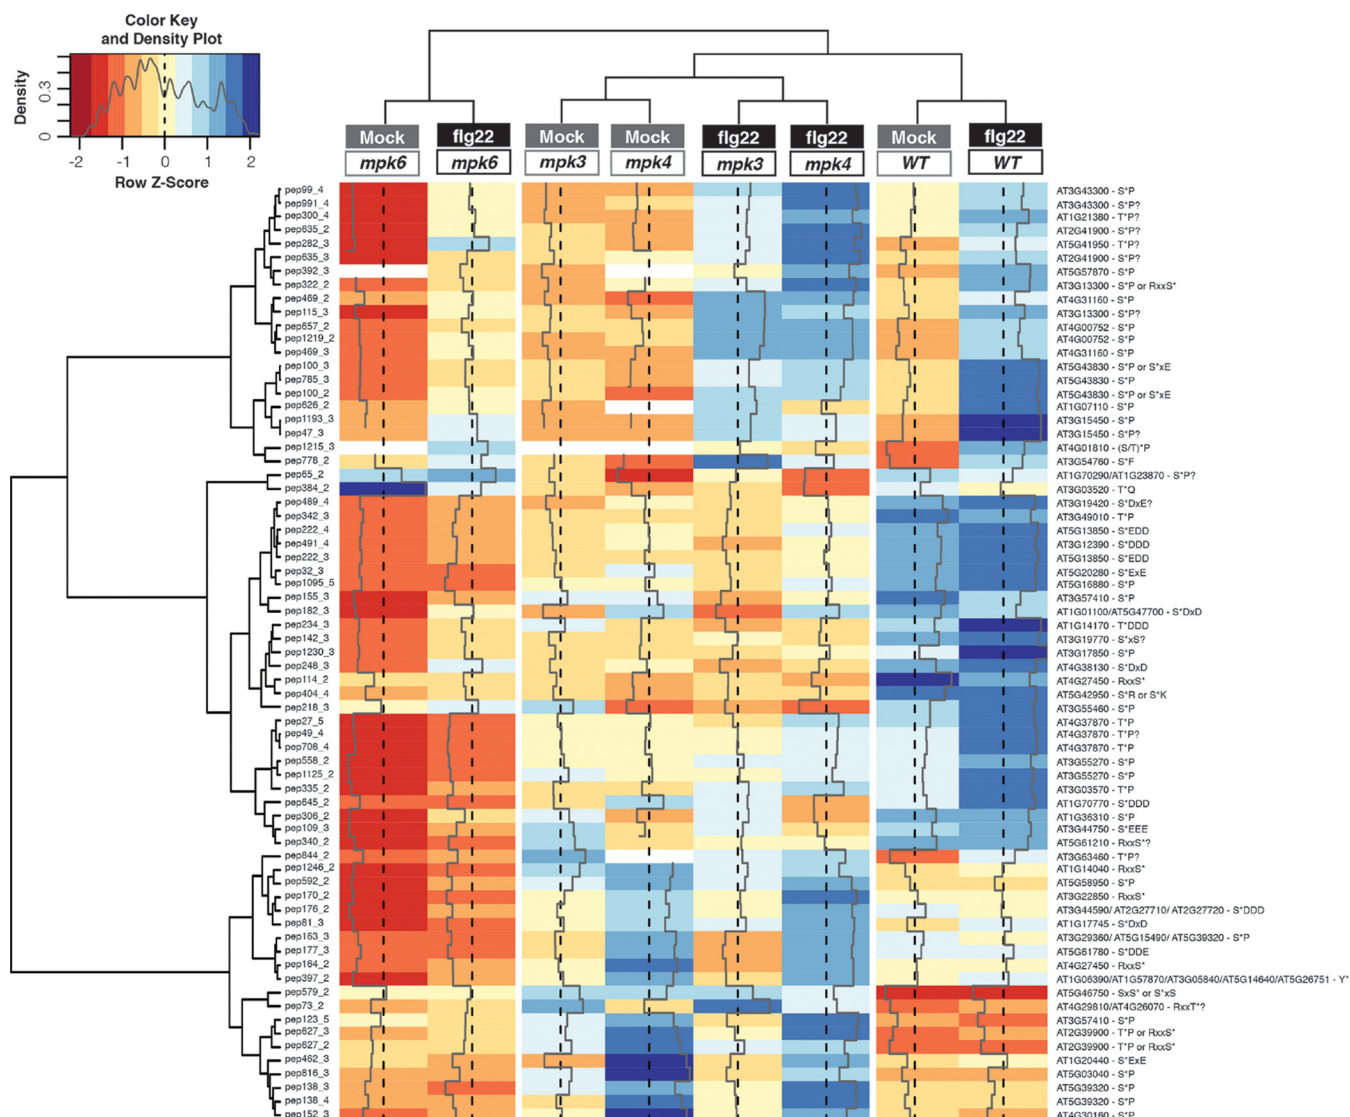 Color Key
and Density Plot
Density
0 0.3
-2 -1 0 1 2
Row Z-Score
Mock flg22 Mock Mock flg22 flg22 Mock flg22
mpk6 mpk6 mpk3 mpk4 mpk3 mpk4 WT WT
pep99_4 AT3G43300 - S*P
pep991_4 AT3G43300 - S*P?
pep300_4 AT1G21380 - T*P?
pep635_2 AT2G41900 - S*P?
pep282_3 AT5G41950 - T*P?
pep635_3 AT2G41900 - S*P?
pep392_3 AT5G57870 - S*P
pep322_2 AT3G13300 - S*P or RxxS*
pep469_2 AT4G31160 - S*P
pep115_3 AT3G13300 - S*P?
pep657_2 AT4G00752 - S*P
pep1219_2 AT4G00752 - S*P
pep469_3 AT4G31160 - S*P
pep100_3 AT5G43830 - S*P or S*xE
pep785_3 AT5G43830 - S*P
pep100_2 AT5G43830 - S*P or S*xE
pep626_2 AT1G07110 - S*P
pep1193_3 AT3G15450 - S*P
pep47_3 AT3G15450 - S*P?
pep1215_3 AT4G01810 - (S/T)*P
pep778_2 AT3G54760 - S*F
pep65_2 AT1G70290/AT1G23870 - S*P?
pep384_2 AT3G03520 - T*Q
pep489_4 AT3G19420 - S*DxE?
pep342_3 AT3G49010 - T*P
pep222_4 AT5G13850 - S*EDD
pep491_4 AT3G12390 - S*DDD
pep222_3 AT5G13850 - S*EDD
pep32_3 AT5G20280 - S*ExE
pep1095_5 AT5G16880 - S*P
pep155_3 AT3G57410 - S*P
pep182_3 AT1G01100/AT5G47700 - S*DxD
pep234_3 AT1G14170 - T*DDD
pep142_3 AT3G19770 - S*xS?
pep1230_3 AT3G17850 - S*P
pep248_3 AT4G38130 - S*DxD
pep114_2 AT4G27450 - RxxS*
pep404_4 AT5G42950 - S*R or S*K
pep218_3 AT3G55460 - S*P
pep27_5 AT4G37870 - T*P
pep49_4 AT4G37870 - T*P?
pep708_4 AT4G37870 - T*P
pep558_2 AT3G55270 - S*P
pep1125_2 AT3G55270 - S*P
pep335_2 AT3G03570 - T*P
pep645_2 AT1G70770 - S*DDD
pep306_2 AT1G36310 - S*P
pep109_3 AT3G44750 - S*EEE
pep340_2 AT5G61210 - RxxS*?
pep844_2 AT3G63460 - T*P?
pep1246_2 AT1G14040 - RxxS*
pep592_2 AT5G58950 - S*P
pep170_2 AT3G22850 - RxxS*
pep176_2 AT3G44590/ AT2G27710/ AT2G27720 - S*DDD
pep81_3 AT1G17745 - S*DxD
pep163_3 AT3G29360/AT5G15490/ AT5G39320 - S*P
pep177_3 AT5G61780 - S*DDE
pep164_2 AT4G27450 - RxxS*
pep397_2 AT1G06390/AT1G57870/AT3G05840/AT5G14640/AT5G26751 - Y*
pep579_2 AT5G46750 - SxS* or S*xS
pep73_2 AT4G29810/AT4G26070 - RxxT*?
pep123_5 AT3G57410 - S*P
pep627_3 AT2G39900 - T*P or RxxS*
pep627_2 AT2G39900 - T*P or RxxS*
pep462_3 AT1G20440 - S*ExE
pep816_3 AT5G03040 - S*P
pep138_3 AT5G39320 - S*P
pep138_4 AT5G39320 - S*P
pep152_3 AT4G30160 - S*P